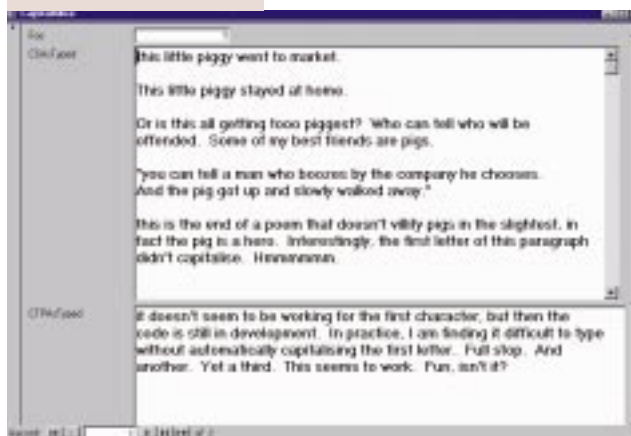 Capitalisor
For
this little piggy went to market.
This little piggy stayed at home.
Or is this all getting tooo piggest?  Who can tell who will be
offended.  Some of my best friends are pigs.
"you can tell a man who boozes by the company he chooses.
And the pig got up and slowly walked away."
this is the end of a poem that doesn't vilify pigs in the slightest, in
fact the pig is a hero.  Interestingly, the first letter of this paragraph
didn't capitalise.  Hmmmmmm.
it doesn't seem to be working for the first character, but then the
code is still in development.  In practice, I am finding it difficult to type
without automatically capitalising the first letter.  Full stop.  And
another.  Yet a third.  This seems to work.  Fun, isn't it?